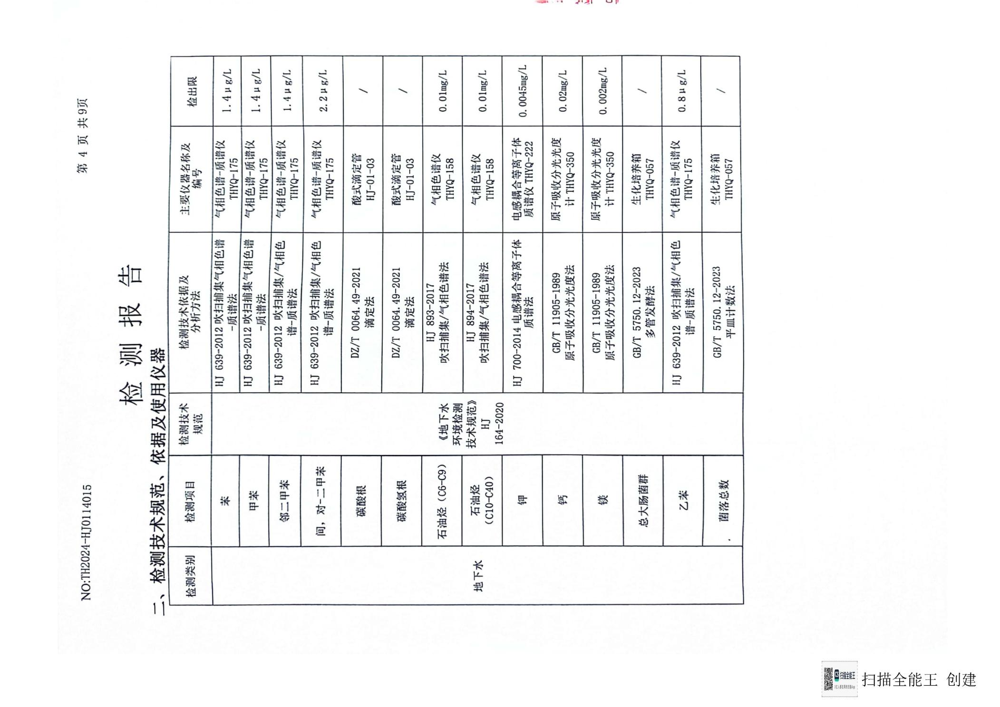 NO:TH2024-HJ0114015
第 4 页 共9页
检 测 报 告
二、检测技术规范、依据及使用仪器
检测类别
检测项目
检测技术
规范
检测技术依据及
分析方法
主要仪器名称及
编号
检出限
地下水
《地下水
环境检测
技术规范》
HJ
164-2020
苯
HJ 639-2012 吹扫捕集气相色谱
-质谱法
气相色谱-质谱仪
THYQ-175
1.4μg/L
甲苯
HJ 639-2012 吹扫捕集气相色谱
-质谱法
气相色谱-质谱仪
THYQ-175
1.4μg/L
邻二甲苯
HJ 639-2012 吹扫捕集/气相色
谱-质谱法
气相色谱-质谱仪
THYQ-175
1.4μg/L
间，对-二甲苯
HJ 639-2012 吹扫捕集/气相色
谱-质谱法
气相色谱-质谱仪
THYQ-175
2.2μg/L
碳酸根
DZ/T 0064.49-2021
滴定法
酸式滴定管
HJ-01-03
/
碳酸氢根
DZ/T 0064.49-2021
滴定法
酸式滴定管
HJ-01-03
/
石油烃（C6-C9）
HJ 893-2017
吹扫捕集/气相色谱法
气相色谱仪
THYQ-158
0.01mg/L
石油烃
（C10-C40）
HJ 894-2017
吹扫捕集/气相色谱法
气相色谱仪
THYQ-158
0.01mg/L
钾
HJ 700-2014 电感耦合等离子体
质谱法
电感耦合等离子体
质谱仪 THYQ-222
0.0045mg/L
钙
GB/T 11905-1989
原子吸收分光光度法
原子吸收分光光度
计 THYQ-350
0.02mg/L
镁
GB/T 11905-1989
原子吸收分光光度法
原子吸收分光光度
计 THYQ-350
0.002mg/L
总大肠菌群
GB/T 5750.12-2023
多管发酵法
生化培养箱
THYQ-057
/
乙苯
HJ 639-2012 吹扫捕集/气相色
谱-质谱法
气相色谱-质谱仪
THYQ-175
0.8μg/L
菌落总数
GB/T 5750.12-2023
平皿计数法
生化培养箱
THYQ-057
/
CS 扫描全能王
3亿人都在用的扫描App
扫描全能王 创建